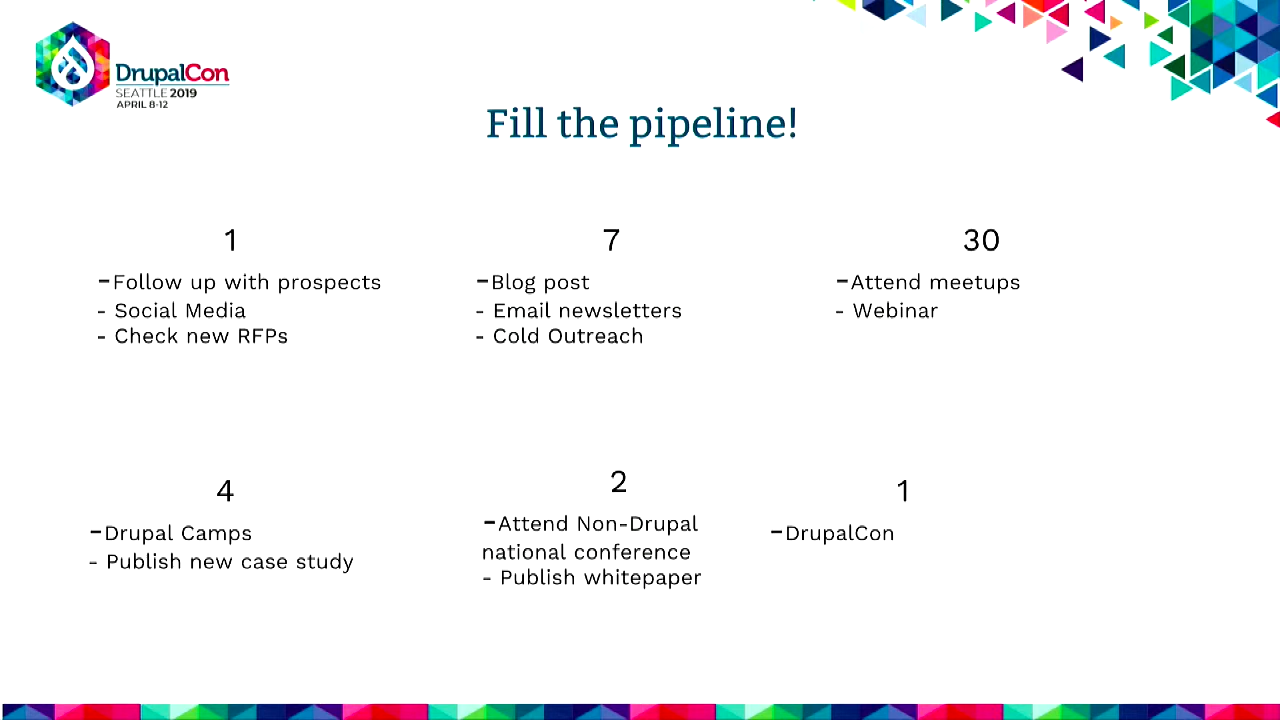 DrupalCon
SEATTLE 2019
APRIL 8-12
Fill the pipeline!
1
-Follow up with prospects
- Social Media
- Check new RFPs
7
-Blog post
- Email newsletters
- Cold Outreach
30
-Attend meetups
- Webinar
4
-Drupal Camps
- Publish new case study
2
-Attend Non-Drupal
national conference
- Publish whitepaper
1
-DrupalCon